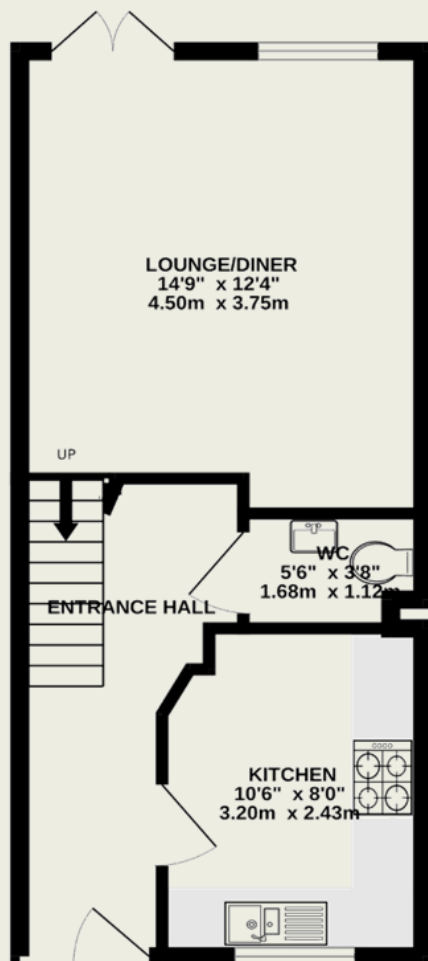 LOUNGE/DINER
14'9" x 12'4"
4.50m x 3.75m
UP
WC
5'6" x 3'8"
1.68m x 1.12m
ENTRANCE HALL
KITCHEN
10'6" x 8'0"
3.20m x 2.43m